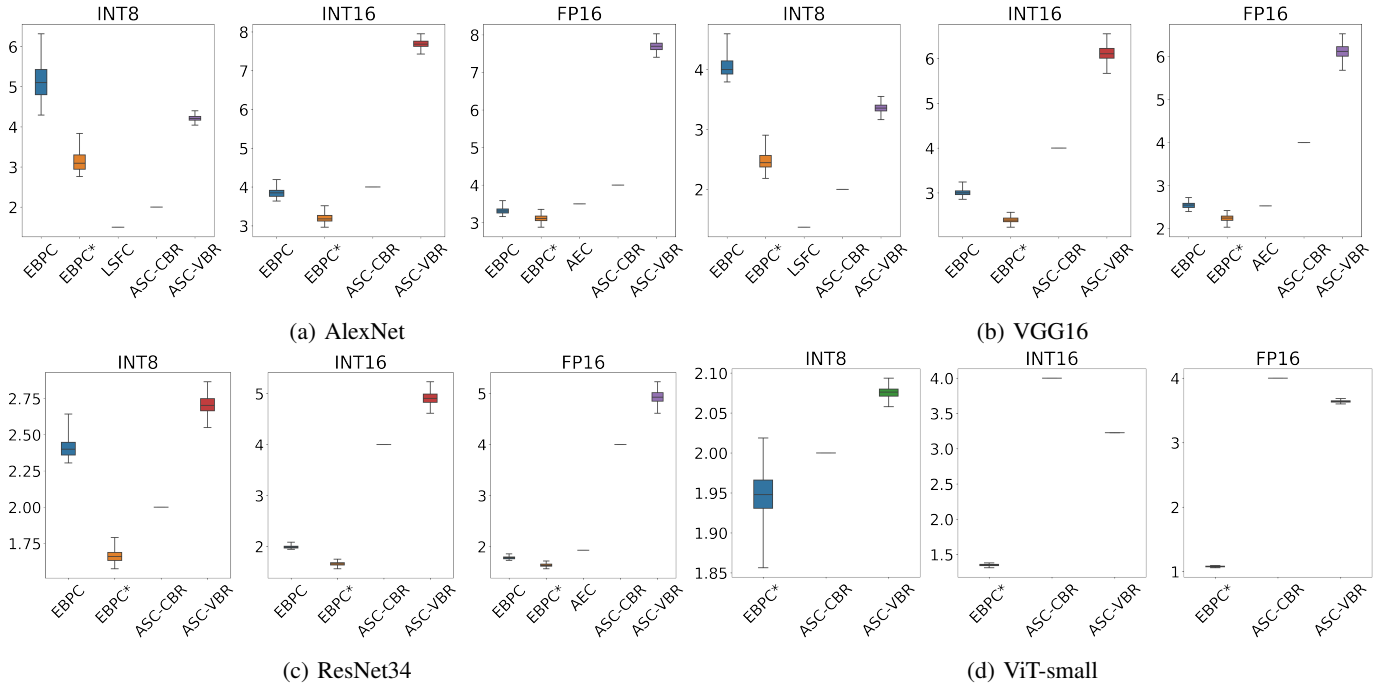 INT8
6
5
4
3
2
EBPC
EBPC*
LSFC
ASC-CBR
ASC-VBR
INT16
8
7
6
5
4
3
EBPC
EBPC*
ASC-CBR
ASC-VBR
FP16
8
7
6
5
4
3
EBPC
EBPC*
AEC
ASC-CBR
ASC-VBR
(a) AlexNet
INT8
4
3
2
EBPC
EBPC*
LSFC
ASC-CBR
ASC-VBR
INT16
6
5
4
3
EBPC
EBPC*
ASC-CBR
ASC-VBR
FP16
6
5
4
3
2
EBPC
EBPC*
AEC
ASC-CBR
ASC-VBR
(b) VGG16
INT8
2.75
2.50
2.25
2.00
1.75
EBPC
EBPC*
ASC-CBR
ASC-VBR
INT16
5
4
3
2
EBPC
EBPC*
ASC-CBR
ASC-VBR
FP16
5
4
3
2
EBPC
EBPC*
AEC
ASC-CBR
ASC-VBR
(c) ResNet34
INT8
2.10
2.05
2.00
1.95
1.90
1.85
EBPC*
ASC-CBR
ASC-VBR
INT16
4.0
3.5
3.0
2.5
2.0
1.5
EBPC*
ASC-CBR
ASC-VBR
FP16
4
3
2
1
EBPC*
ASC-CBR
ASC-VBR
(d) ViT-small